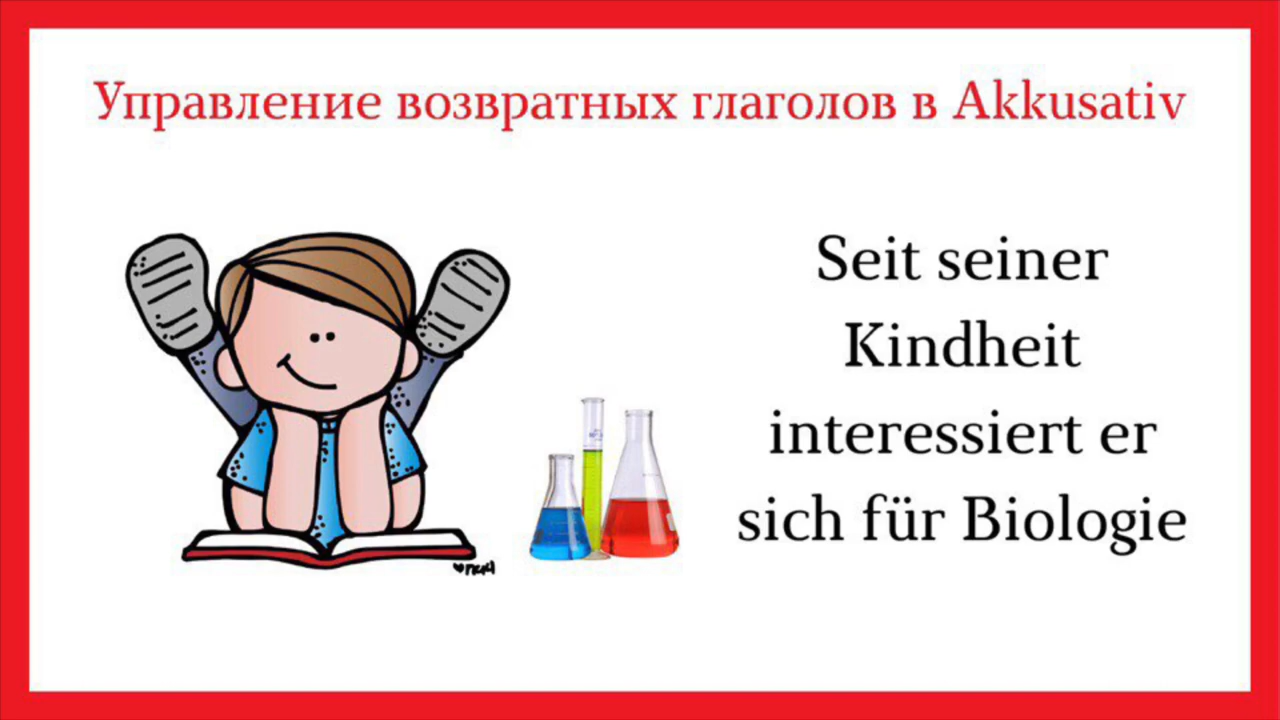 Управление возвратных глаголов в Akkusativ
Seit seiner
Kindheit
interessiert er
sich für Biologie